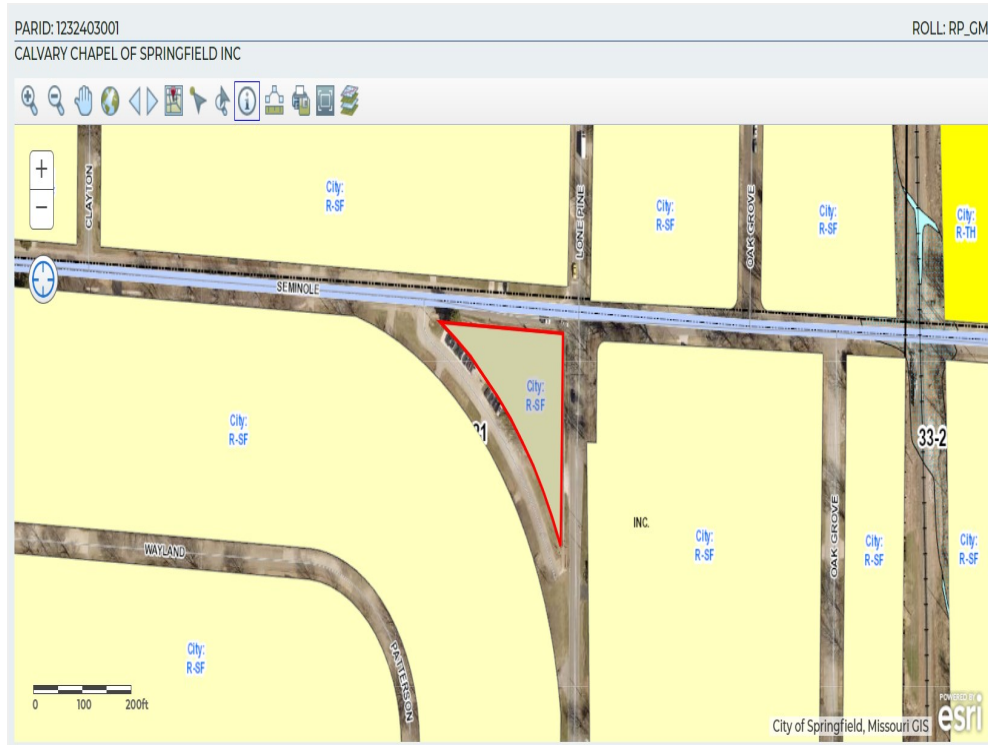 PARID: 1232403001
ROLL: RP_GM
CALVARY CHAPEL OF SPRINGFIELD INC
+
−
CLAYTON
City:
R-SF
LONE PINE
City:
R-SF
OAK GROVE
City:
R-SF
City:
R-TH
SEMINOLE
City:
R-SF
City:
R-SF
21
33-2
INC.
City:
R-SF
OAK GROVE
City:
R-SF
City:
R-SF
WAYLAND
PATTERSON
City:
R-SF
0 100 200ft
POWERED BY
esri
City of Springfield, Missouri GIS